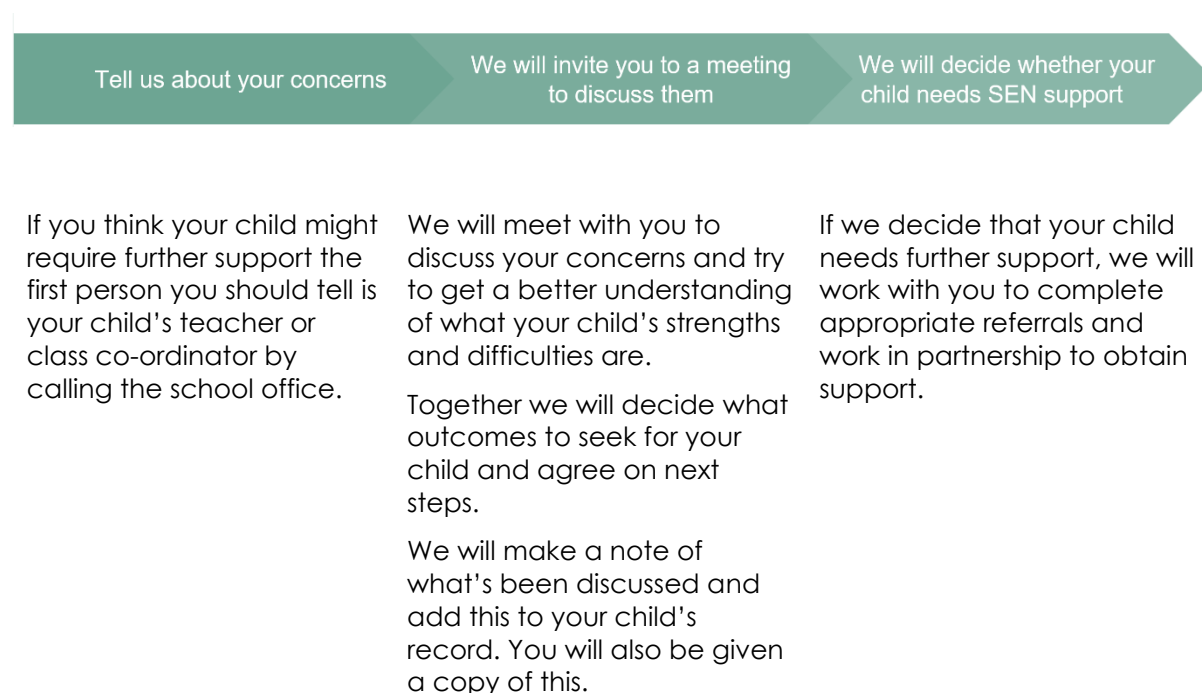 Tell us about your concerns
We will invite you to a meeting
to discuss them
We will decide whether your
child needs SEN support
If you think your child might
require further support the
first person you should tell is
your child’s teacher or
class co-ordinator by
calling the school office.
We will meet with you to
discuss your concerns and try
to get a better understanding
of what your child’s strengths
and difficulties are.
Together we will decide what
outcomes to seek for your
child and agree on next
steps.
We will make a note of
what’s been discussed and
add this to your child’s
record. You will also be given
a copy of this.
If we decide that your child
needs further support, we will
work with you to complete
appropriate referrals and
work in partnership to obtain
support.